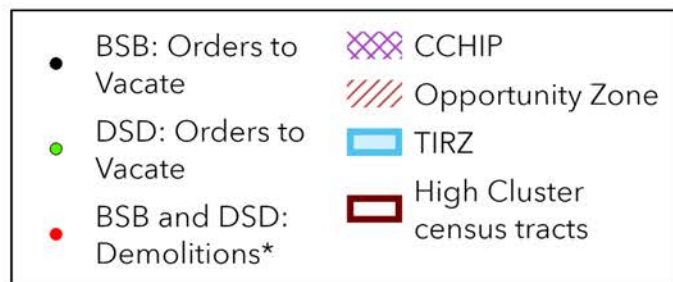 BSB: Orders to
Vacate
DSD: Orders to
Vacate
BSB and DSD:
Demolitions*
CCHIP
Opportunity Zone
TIRZ
High Cluster
census tracts